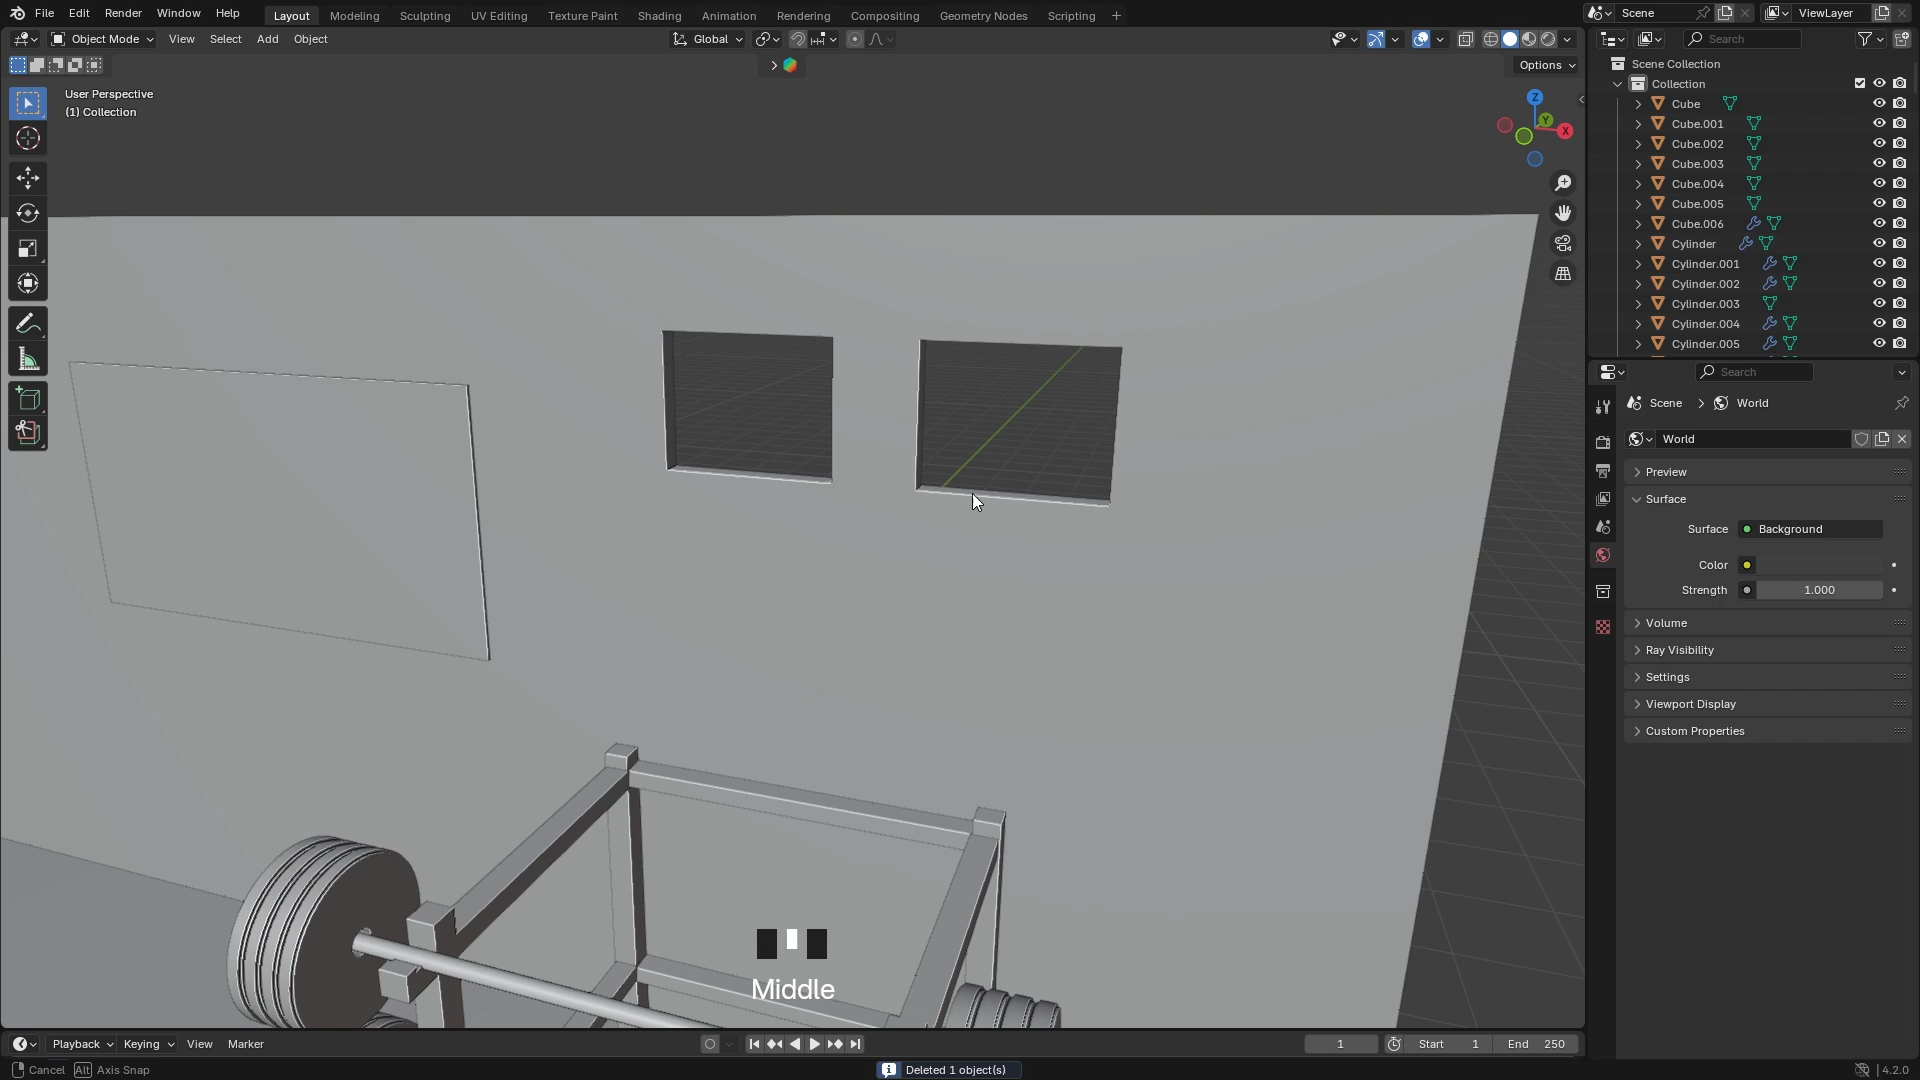 File Edit Render Window Help
Layout Modeling Sculpting UV Editing Texture Paint Shading Animation Rendering Compositing Geometry Nodes Scripting
Scene
ViewLayer
Object Mode View Select Add Object
Global
Options
User Perspective
(1) Collection
Z
Y
X
Search
Scene Collection
Collection
Cube
Cube.001
Cube.002
Cube.003
Cube.004
Cube.005
Cube.006
Cylinder
Cylinder.001
Cylinder.002
Cylinder.003
Cylinder.004
Cylinder.005
Search
Scene World
World
Preview
Surface
Surface Background
Color
Strength 1.000
Volume
Ray Visibility
Settings
Viewport Display
Custom Properties
Middle
Playback Keying View Marker
1 Start 1 End 250
Cancel Alt Axis Snap
Deleted 1 object(s)
4.2.0